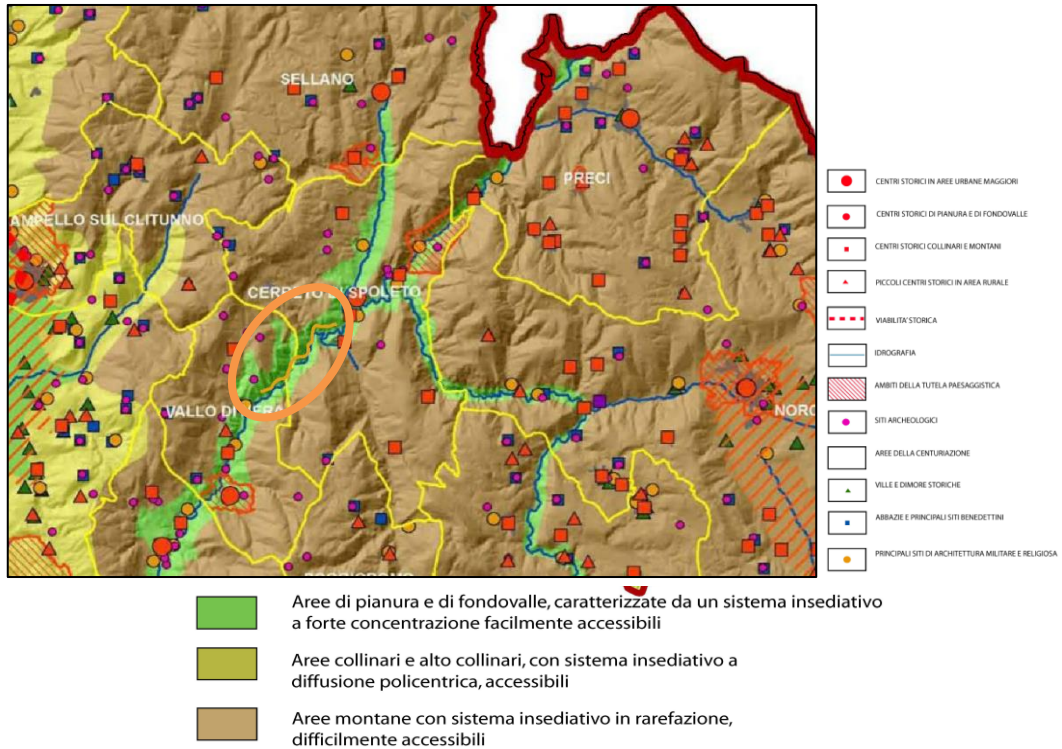 SELLANO
PRECI
AMPELLO SUL CLITUNNO
CERRETO DI SPOLETO
VALLO DI NERA
NORC
CENTRI STORICI IN AREE URBANE MAGGIORI
CENTRI STORICI DI PIANURA E DI FONDOVALLE
CENTRI STORICI COLLINARI E MONTANI
PICCOLI CENTRI STORICI IN AREA RURALE
VIABILITA' STORICA
IDROGRAFIA
AMBITI DELLA TUTELA PAESAGGISTICA
SITI ARCHEOLOGICI
AREE DELLA CENTURIAZIONE
VILLE E DIMORE STORICHE
ABBAZIE E PRINCIPALI SITI BENEDETTINI
PRINCIPALI SITI DI ARCHITETTURA MILITARE E RELIGIOSA
Aree di pianura e di fondovalle, caratterizzate da un sistema insediativo
a forte concentrazione facilmente accessibili
Aree collinari e alto collinari, con sistema insediativo a
diffusione policentrica, accessibili
Aree montane con sistema insediativo in rarefazione,
difficilmente accessibili